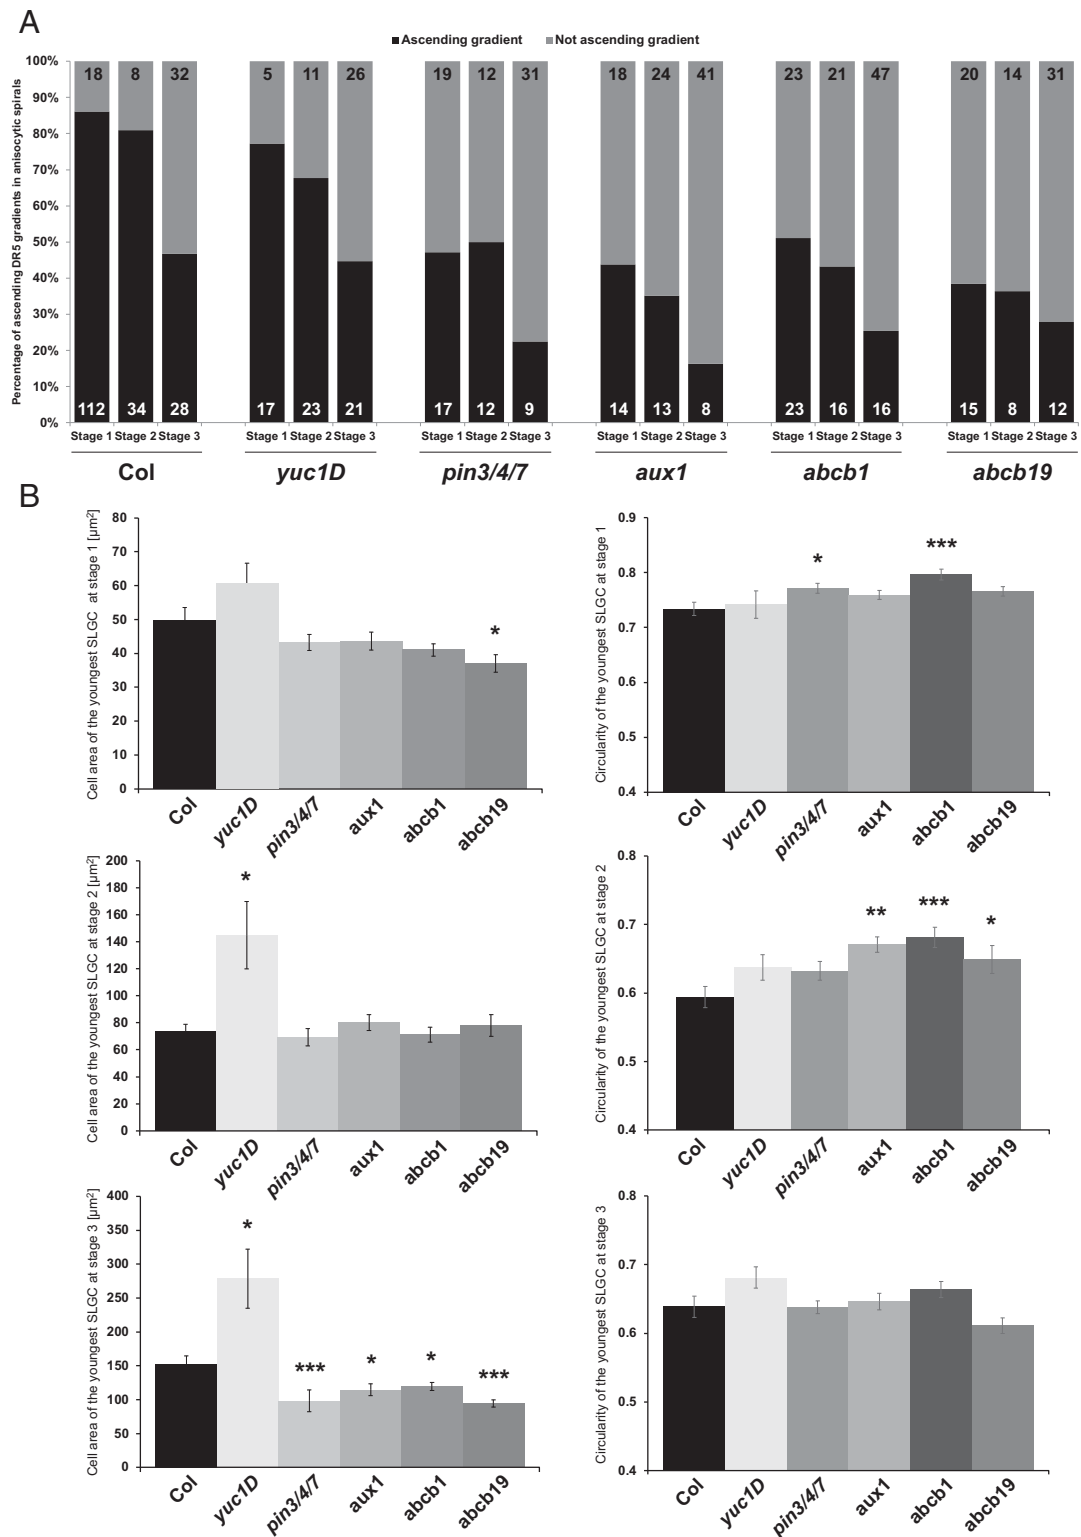 A
Ascending gradient Not ascending gradient
Percentage of ascending DR5 gradients in anisocytic spirals
100%
90%
80%
70%
60%
50%
40%
30%
20%
10%
0%
18 8 32 5 11 26 19 12 31 18 24 41 23 21 47 20 14 31
112 34 28 17 23 21 17 12 9 14 13 8 23 16 16 15 8 12
Stage 1 Stage 2 Stage 3 Stage 1 Stage 2 Stage 3 Stage 1 Stage 2 Stage 3 Stage 1 Stage 2 Stage 3 Stage 1 Stage 2 Stage 3 Stage 1 Stage 2 Stage 3
Col yuc1D pin3/4/7 aux1 abcb1 abcb19
B
Cell area of the youngest SLGC at stage 1 [µm²]
80
70
60
50
40
30
20
10
0
*
Col yuc1D pin3/4/7 aux1 abcb1 abcb19
Circularity of the youngest SLGC at stage 1
0.9
0.8
0.7
0.6
0.5
0.4
* ***
Col yuc1D pin3/4/7 aux1 abcb1 abcb19
Cell area of the youngest SLGC at stage 2 [µm²]
200
180
160
140
120
100
80
60
40
20
0
*
Col yuc1D pin3/4/7 aux1 abcb1 abcb19
Circularity of the youngest SLGC at stage 2
0.8
0.7
0.6
0.5
0.4
** *** *
Col yuc1D pin3/4/7 aux1 abcb1 abcb19
Cell area of the youngest SLGC at stage 3 [µm²]
400
350
300
250
200
150
100
50
0
* *** * * ***
Col yuc1D pin3/4/7 aux1 abcb1 abcb19
Circularity of the youngest SLGC at stage 3
0.8
0.7
0.6
0.5
0.4
Col yuc1D pin3/4/7 aux1 abcb1 abcb19